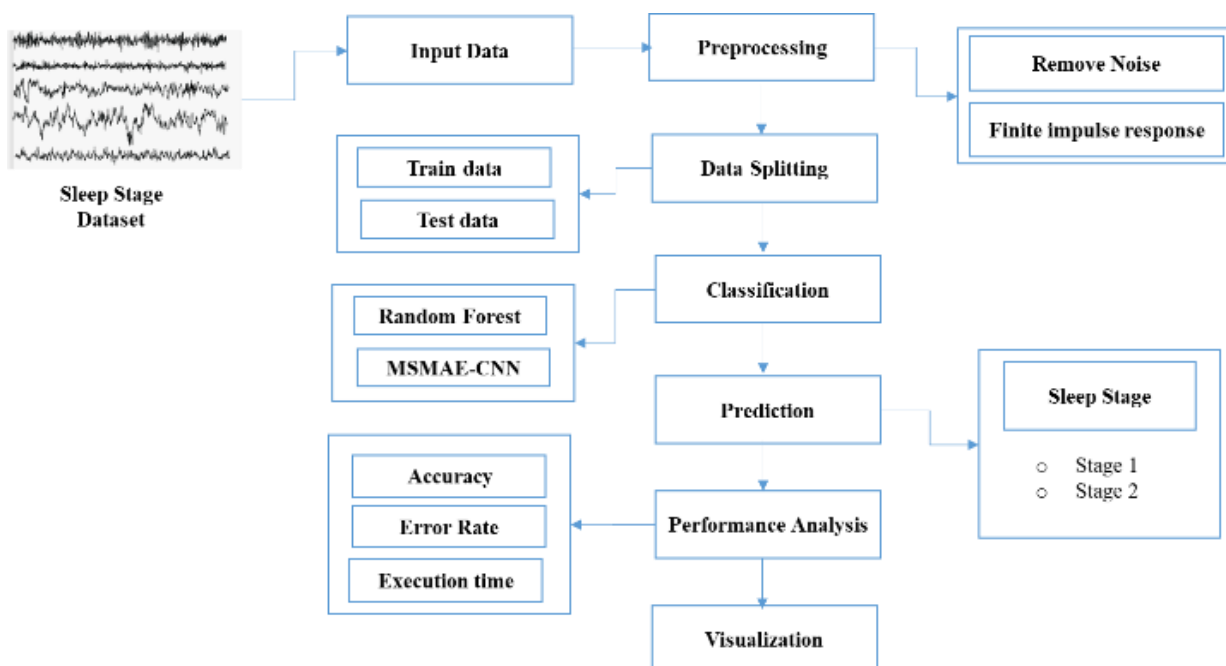 Sleep Stage
Dataset
Input Data
Preprocessing
Remove Noise
Finite impulse response
Data Splitting
Train data
Test data
Classification
Random Forest
MSMAE-CNN
Prediction
Sleep Stage
o Stage 1
o Stage 2
Performance Analysis
Accuracy
Error Rate
Execution time
Visualization